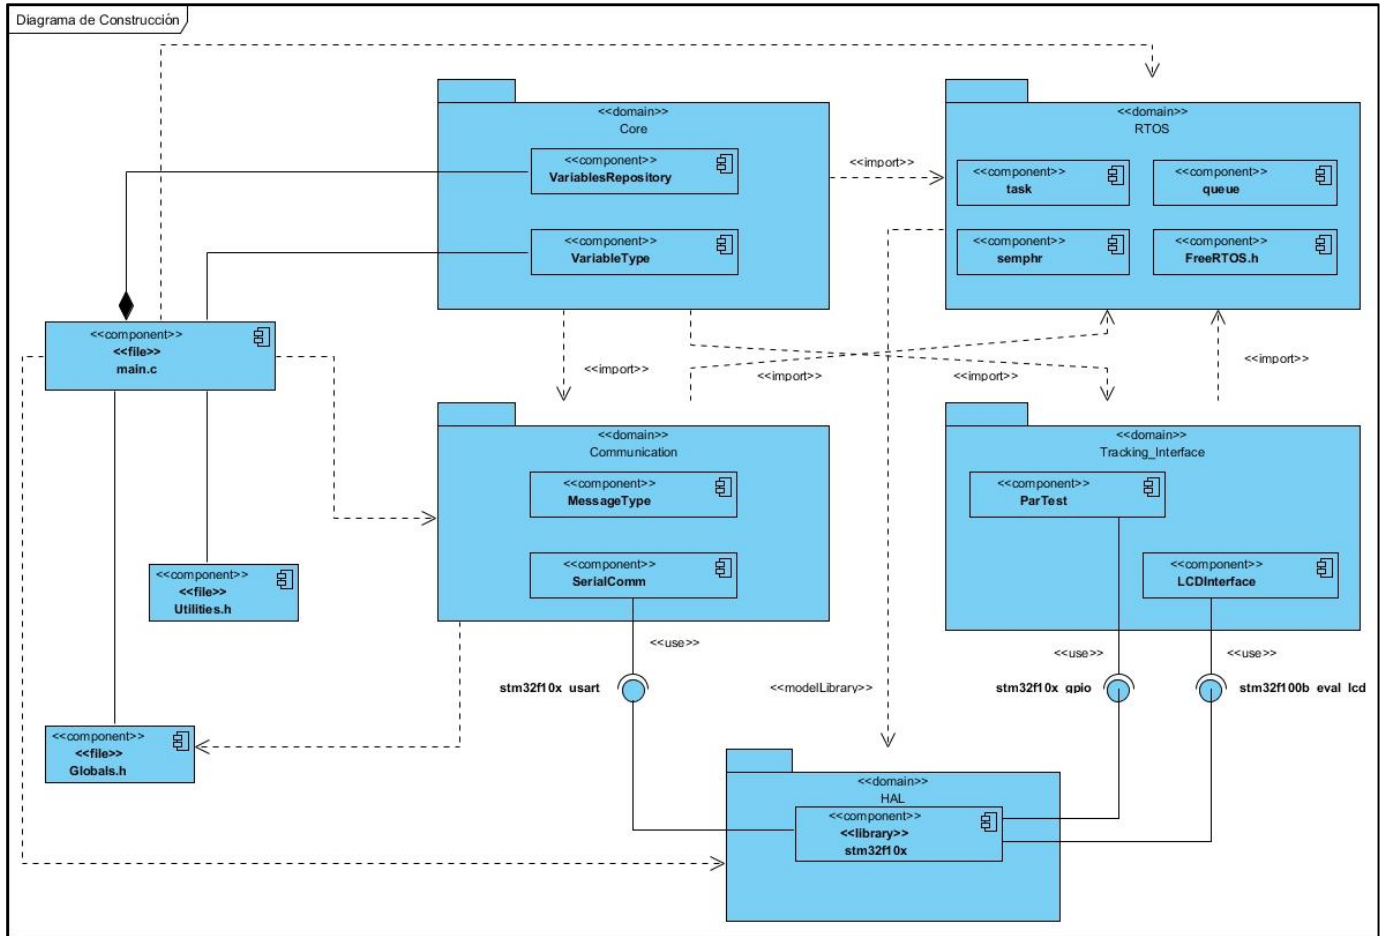 Diagrama de Construcción
<<domain>>
Core
<<component>>
VariablesRepository
<<component>>
VariableType
<<import>>
<<domain>>
RTOS
<<component>>
task
<<component>>
queue
<<component>>
semphr
<<component>>
FreeRTOS.h
<<component>>
<<file>>
main.c
<<import>>
<<import>>
<<import>>
<<import>>
<<domain>>
Communication
<<component>>
MessageType
<<component>>
SerialComm
<<domain>>
Tracking_Interface
<<component>>
ParTest
<<component>>
LCDInterface
<<component>>
<<file>>
Utilities.h
<<use>>
<<use>>
<<use>>
stm32f10x_usart
<<modelLibrary>>
stm32f10x_gpio
stm32f100b_eval_lcd
<<component>>
<<file>>
Globals.h
<<domain>>
HAL
<<component>>
<<library>>
stm32f10x